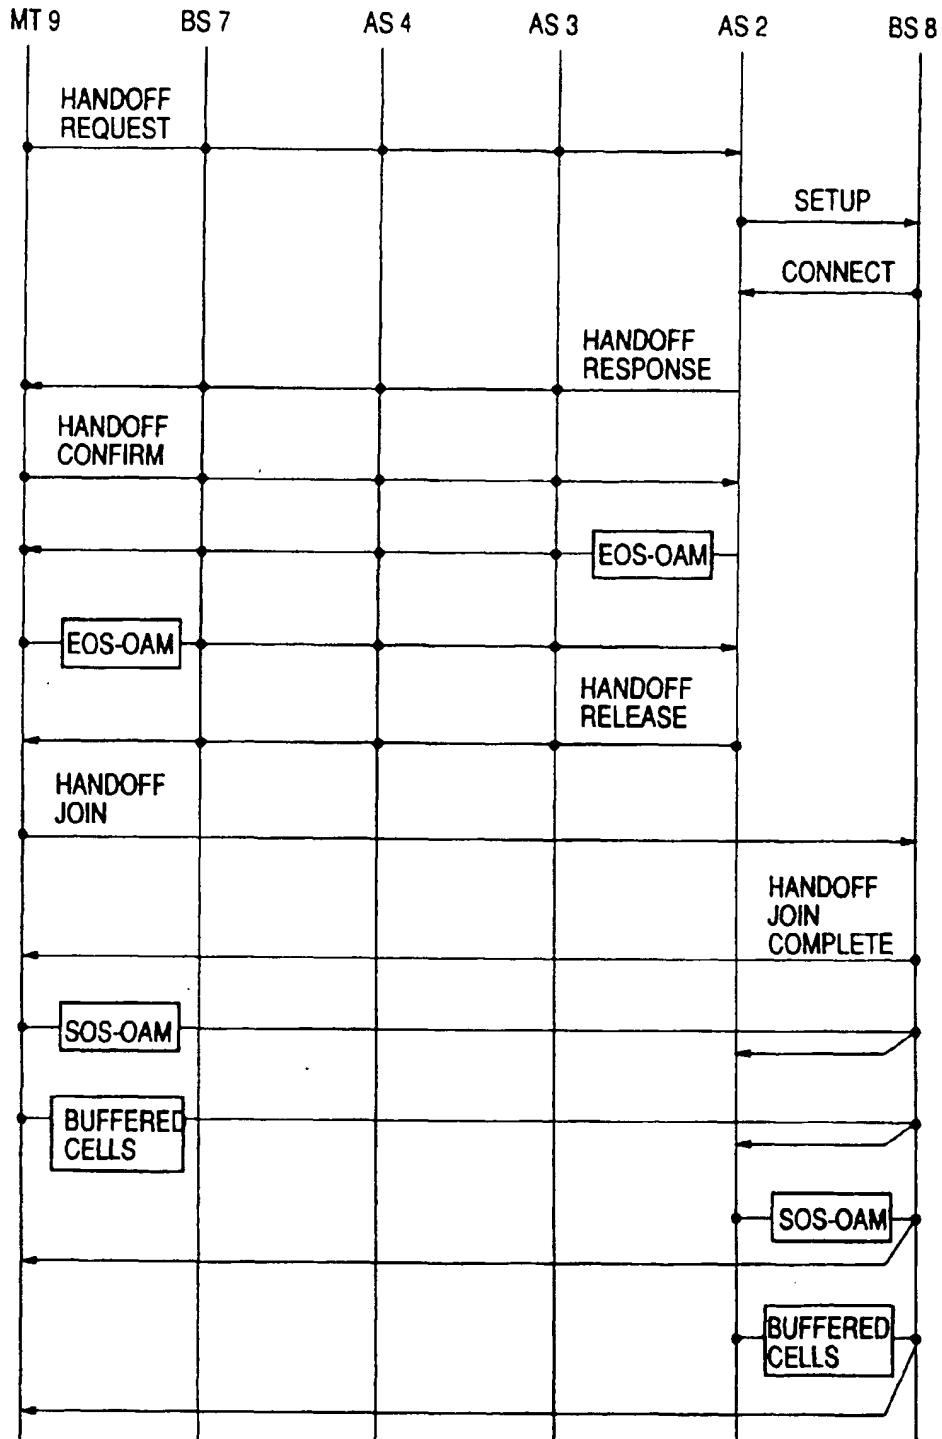 MT 9 BS 7 AS 4 AS 3 AS 2 BS 8
HANDOFF
REQUEST
SETUP
CONNECT
HANDOFF
RESPONSE
HANDOFF
CONFIRM
EOS-OAM
EOS-OAM
HANDOFF
RELEASE
HANDOFF
JOIN
HANDOFF
JOIN
COMPLETE
SOS-OAM
BUFFERED
CELLS
SOS-OAM
BUFFERED
CELLS